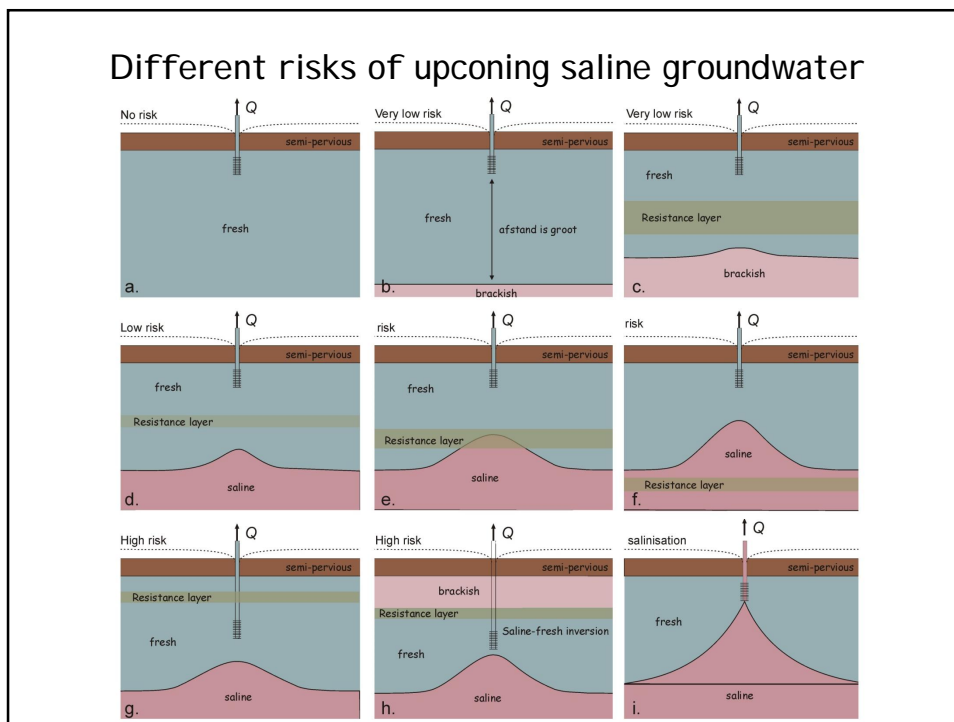 Different risks of upconing saline groundwater
No risk
Q
semi-pervious
fresh
a.
Very low risk
Q
semi-pervious
fresh
afstand is groot
b.
brackish
Very low risk
Q
semi-pervious
fresh
Resistance layer
brackish
c.
Low risk
Q
semi-pervious
fresh
Resistance layer
saline
d.
risk
Q
semi-pervious
fresh
Resistance layer
saline
e.
risk
Q
semi-pervious
fresh
saline
Resistance layer
f.
High risk
Q
semi-pervious
Resistance layer
fresh
saline
g.
High risk
Q
semi-pervious
brackish
Resistance layer
Saline-fresh inversion
fresh
saline
h.
salinisation
Q
semi-pervious
fresh
saline
i.